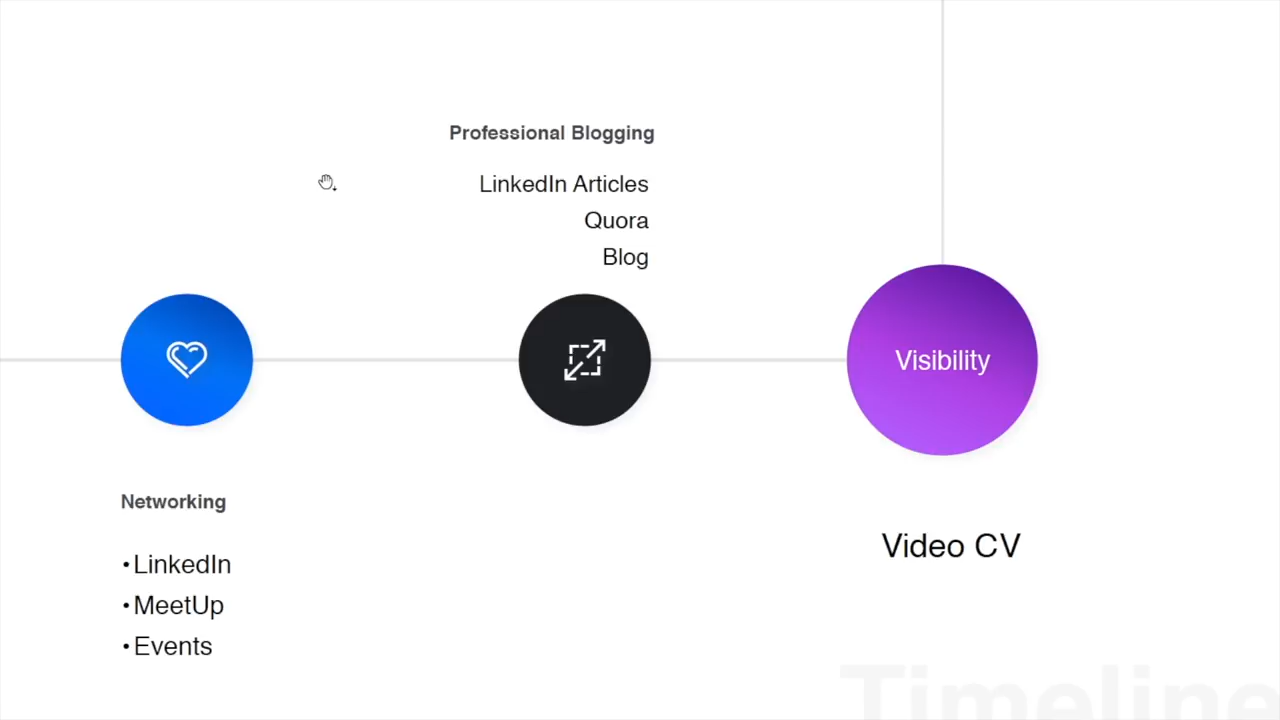 Professional Blogging
LinkedIn Articles
Quora
Blog
Visibility
Networking
•LinkedIn
•MeetUp
•Events
Video CV
Timeline